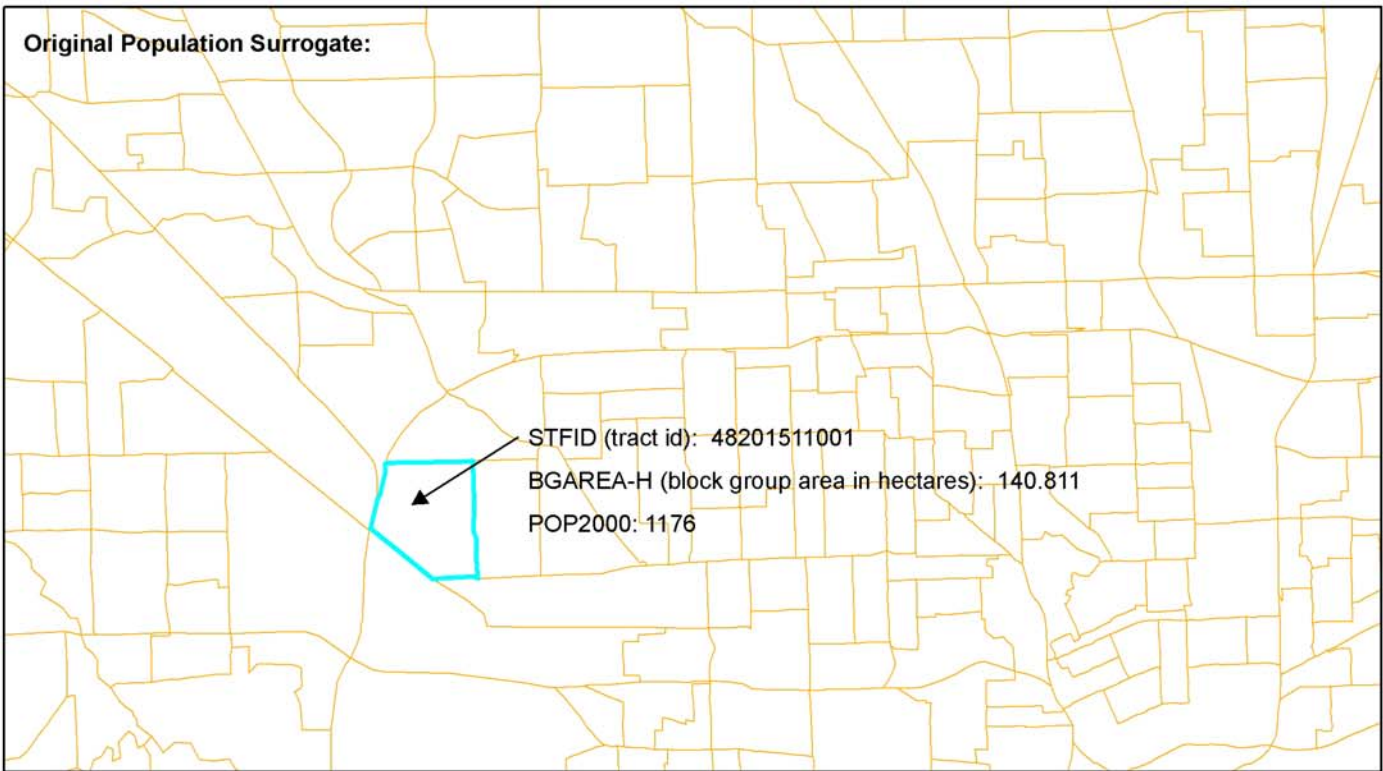 Original Population Surrogate:
STFID (tract id): 48201511001
BGAREA-H (block group area in hectares): 140.811
POP2000: 1176